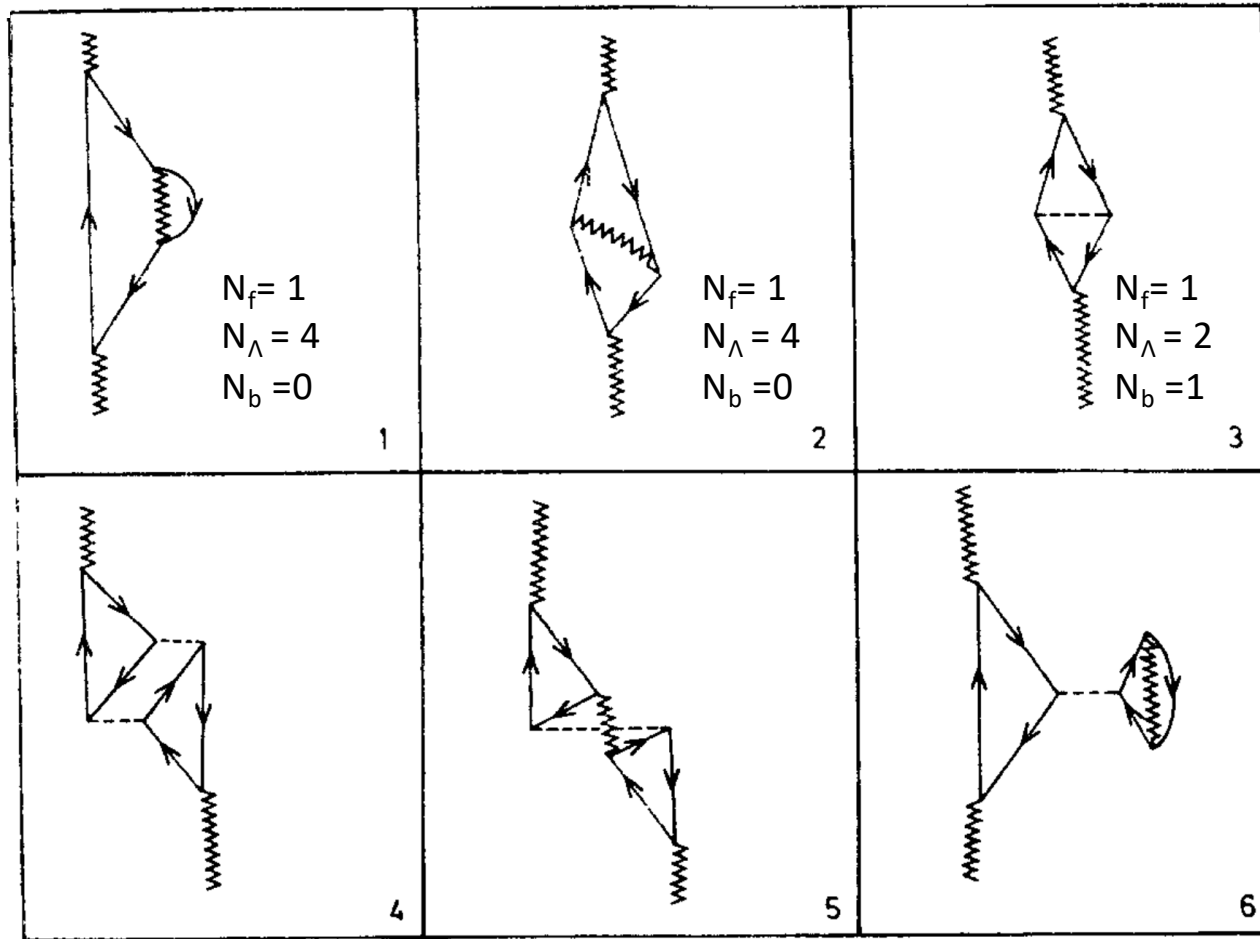 N_f= 1
N_Λ = 4
N_b =0
1
N_f= 1
N_Λ = 4
N_b =0
2
N_f= 1
N_Λ = 2
N_b =1
3
4
5
6